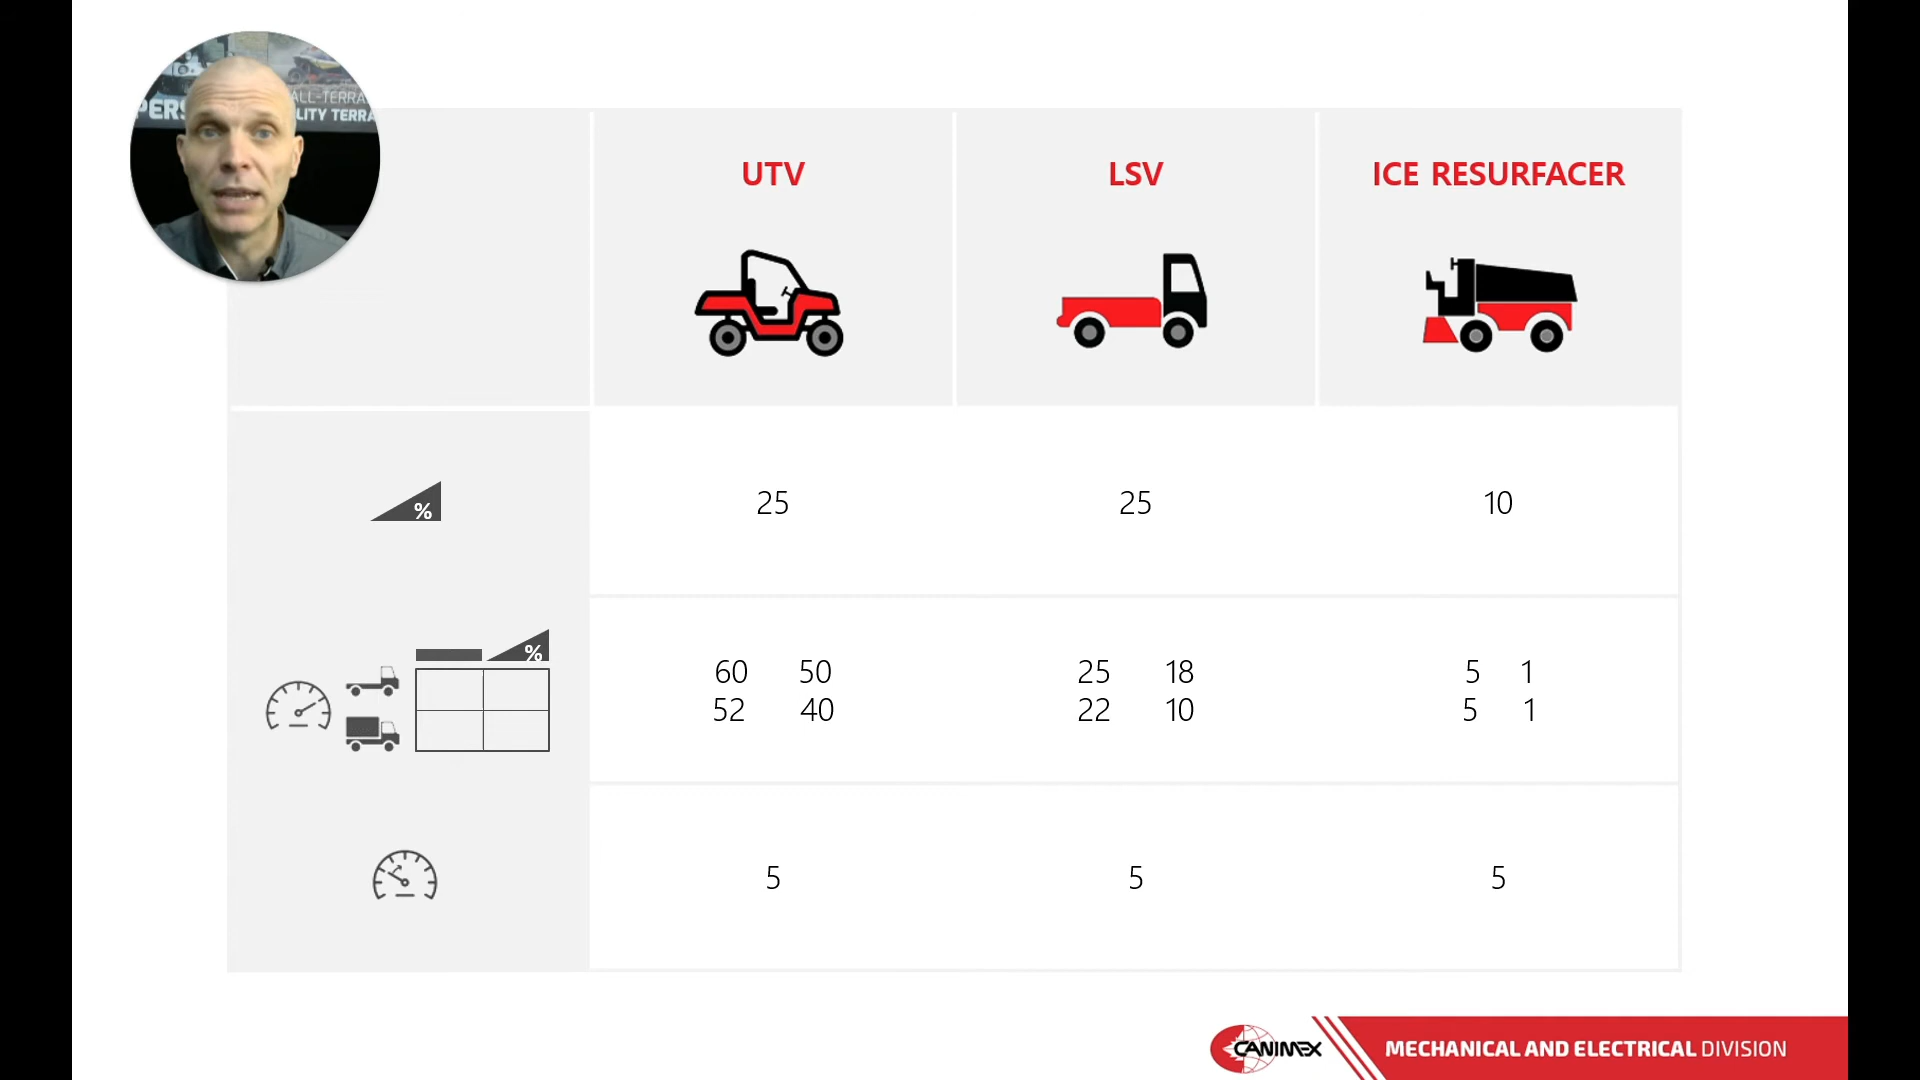 PERS
ALL-TERRA
LITY TERRA
UTV
LSV
ICE RESURFACER
%
25
25
10
%
60 50
52 40
25 18
22 10
5 1
5 1
5
5
5
CANIMEX
MECHANICAL AND ELECTRICAL DIVISION